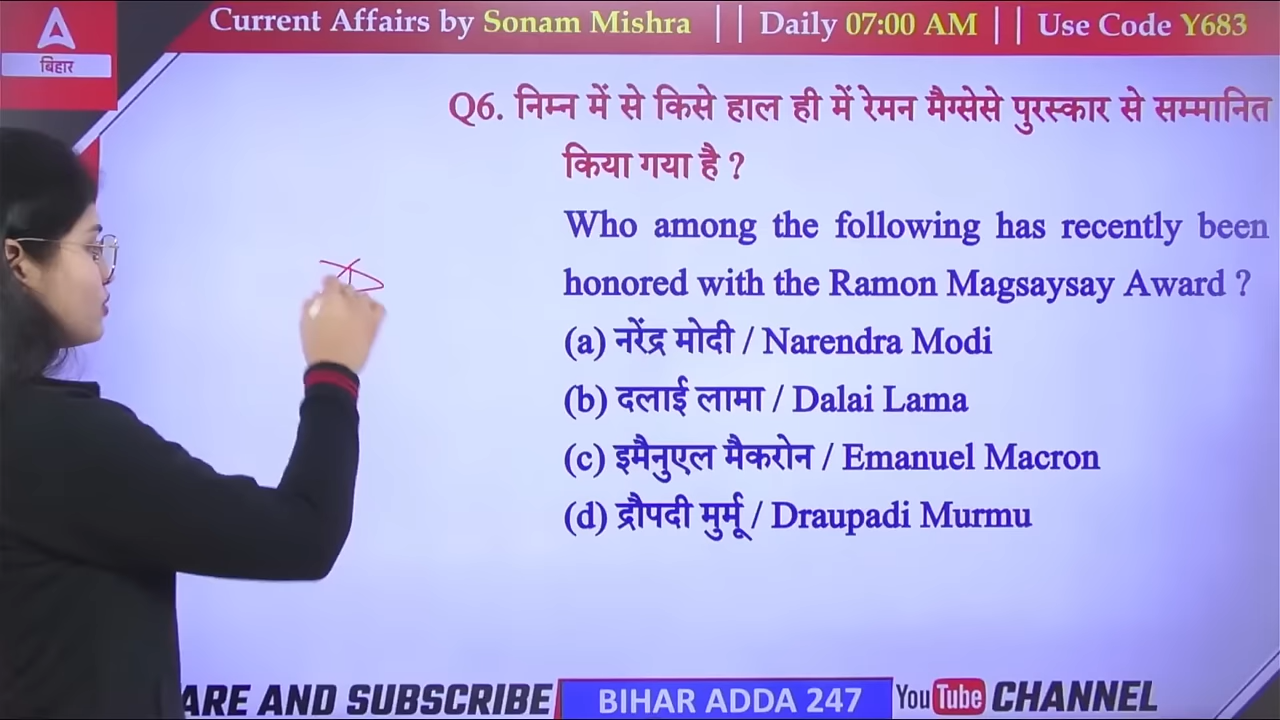 Current Affairs by Sonam Mishra || Daily 07:00 AM || Use Code Y683
बिहार
Q6. निम्न में से किसे हाल ही में रेमन मैग्सेसे पुरस्कार से सम्मानित
किया गया है ?
Who among the following has recently been
honored with the Ramon Magsaysay Award ?
(a) नरेंद्र मोदी / Narendra Modi
(b) दलाई लामा / Dalai Lama
(c) इमैनुएल मैकरोन / Emanuel Macron
(d) द्रौपदी मुर्मू / Draupadi Murmu
ARE AND SUBSCRIBE BIHAR ADDA 247 YouTube CHANNEL